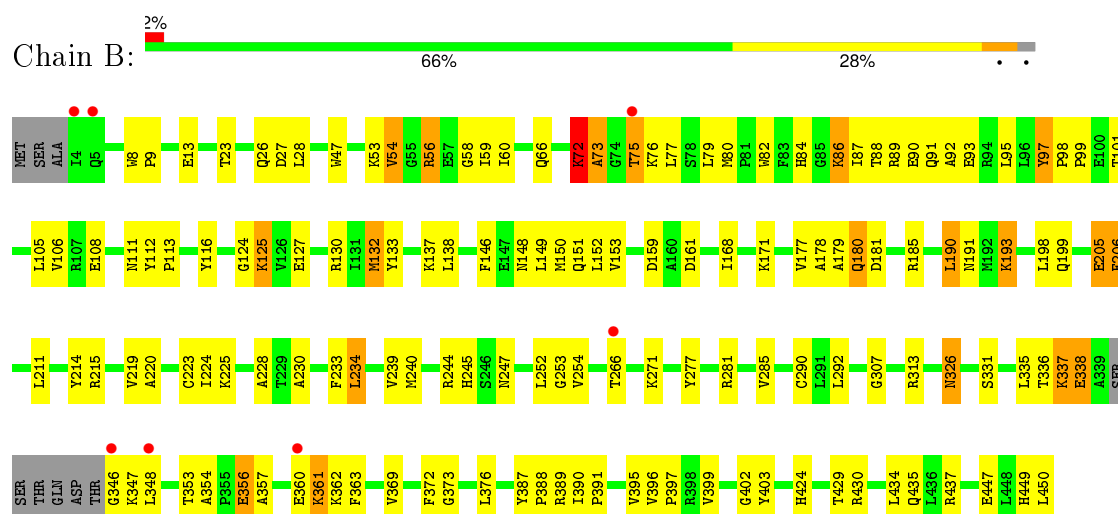 2%
Chain B:
66% 28%
MET SER ALA I4 Q5 W8 P9 E13 T23 Q26 D27 L28 W47 K53 V54 G55 R56 E57 G58 I59 I60 Q66 K72 A73 G74 T75 K76 L77 S78 L79 M80 P81 W82 F83 H84 G85 K86 I87 T88 R89 E90 Q91 A92 E93 R94 L95 L96 Y97 P98 P99 E100 T101
L105 V106 R107 E108 N111 Y112 P113 Y116 G124 K125 V126 E127 R130 I131 M132 Y133 K137 L138 F146 E147 N148 L149 M150 Q151 L152 V153 D159 A160 D161 I168 K171 V177 A178 A179 Q180 D181 R185 L190 N191 M192 K193 L198 Q199 E205 F206
L211 Y214 R215 V219 A220 C223 I224 K225 A228 T229 A230 F233 L234 V239 M240 R244 H245 S246 N247 L252 G253 V254 T266 K271 Y277 R281 V285 C290 L291 L292 G307 R313 N326 S331 L335 T336 K337 E338 A339 SER
SER THR GLN ASP THR G346 K347 L348 T353 A354 P355 E356 A357 E360 K361 K362 F363 V369 F372 G373 L376 Y387 P388 R389 I390 P391 V395 V396 P397 R398 V399 G402 Y403 H424 T429 R430 L434 Q435 L436 R437 E447 L448 H449 L450